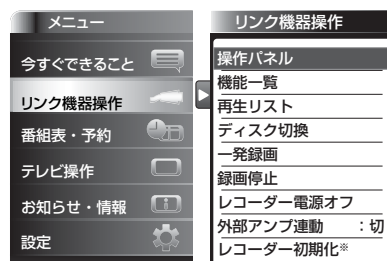 メニュー
今すぐできること
リンク機器操作
番組表・予約
テレビ操作
お知らせ・情報
設定
リンク機器操作
操作パネル
機能一覧
再生リスト
ディスク切換
一発録画
録画停止
レコーダー電源オフ
外部アンプ連動 :切
レコーダー初期化※